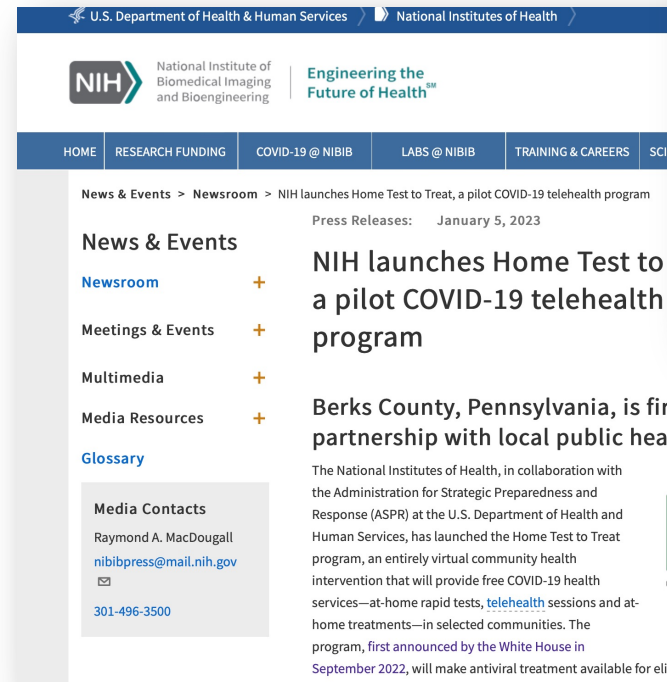 U.S. Department of Health & Human Services National Institutes of Health
NIH
National Institute of
Biomedical Imaging
and Bioengineering
Engineering the
Future of Health℠
HOME RESEARCH FUNDING COVID-19 @ NIBIB LABS @ NIBIB TRAINING & CAREERS SCI
News & Events > Newsroom > NIH launches Home Test to Treat, a pilot COVID-19 telehealth program
News & Events
Newsroom +
Meetings & Events +
Multimedia +
Media Resources +
Glossary
Media Contacts
Raymond A. MacDougall
nibibpress@mail.nih.gov
301-496-3500
Press Releases: January 5, 2023
NIH launches Home Test to
a pilot COVID-19 telehealth
program
Berks County, Pennsylvania, is fir
partnership with local public hea
The National Institutes of Health, in collaboration with
the Administration for Strategic Preparedness and
Response (ASPR) at the U.S. Department of Health and
Human Services, has launched the Home Test to Treat
program, an entirely virtual community health
intervention that will provide free COVID-19 health
services—at-home rapid tests, telehealth sessions and at-
home treatments—in selected communities. The
program, first announced by the White House in
September 2022, will make antiviral treatment available for eli